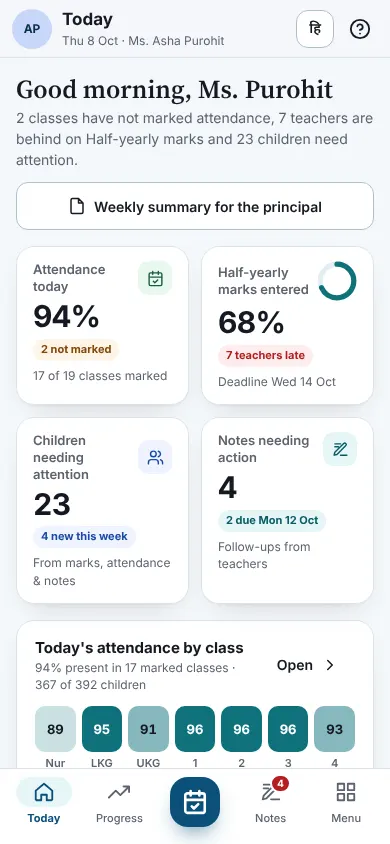 AP
Today
Thu 8 Oct · Ms. Asha Purohit
हि
Good morning, Ms. Purohit
2 classes have not marked attendance, 7 teachers are
behind on Half-yearly marks and 23 children need
attention.
Weekly summary for the principal
Attendance
today
94%
2 not marked
17 of 19 classes marked
Half-yearly
marks entered
68%
7 teachers late
Deadline Wed 14 Oct
Children
needing
attention
23
4 new this week
From marks, attendance
& notes
Notes needing
action
4
2 due Mon 12 Oct
Follow-ups from
teachers
Today's attendance by class
94% present in 17 marked classes ·
367 of 392 children
Open
89 95 91 96 96 96 93
Nur LKG UKG 1 2 3 4
4
Today Progress Notes Menu